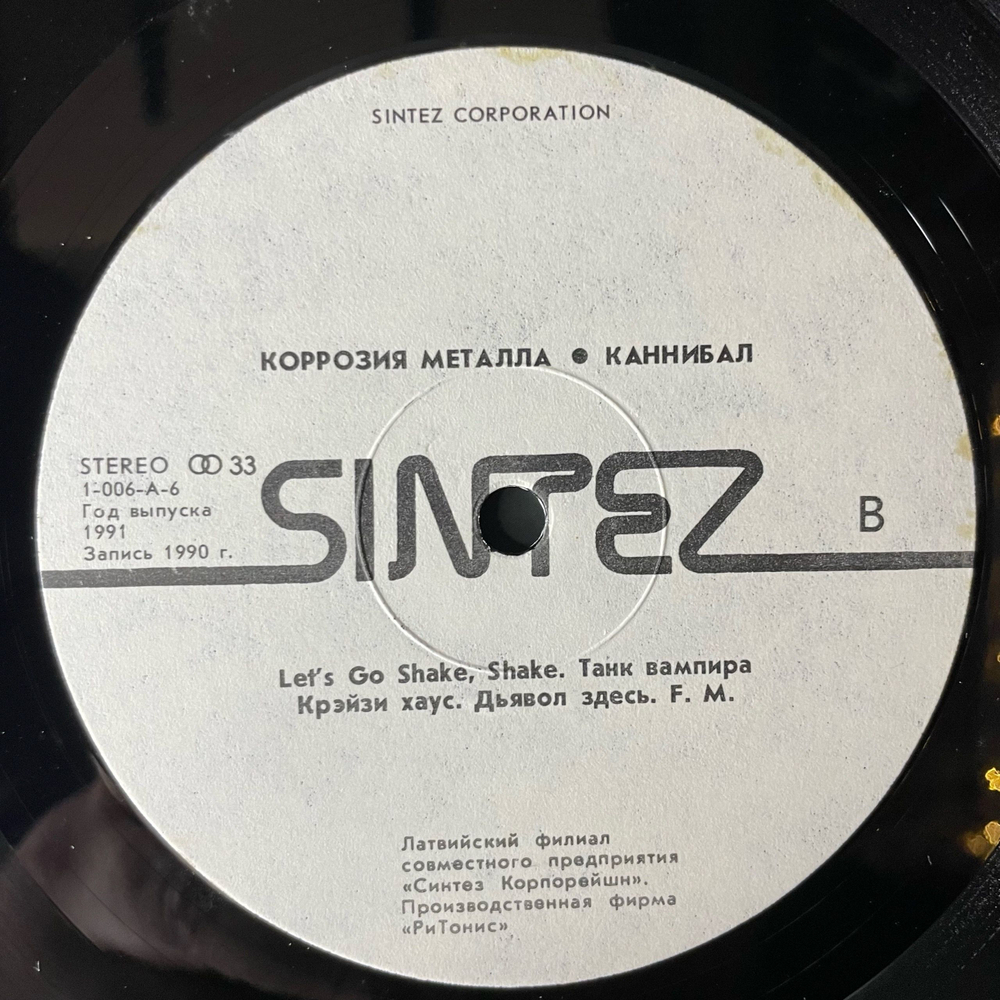 SINTEZ CORPORATION
КОРРОЗИЯ МЕТАЛЛА ● КАННИБАЛ
STEREO ꝏ 33
1-006-A-6
Год выпуска
1991
Запись 1990 г.
SINTEZ
B
Let's Go Shake, Shake. Танк вампира
Крэйзи хаус. Дьявол здесь. F. M.
Латвийский филиал
совместного предприятия
«Синтез Корпорейшн».
Производственная фирма
«РиТонис»